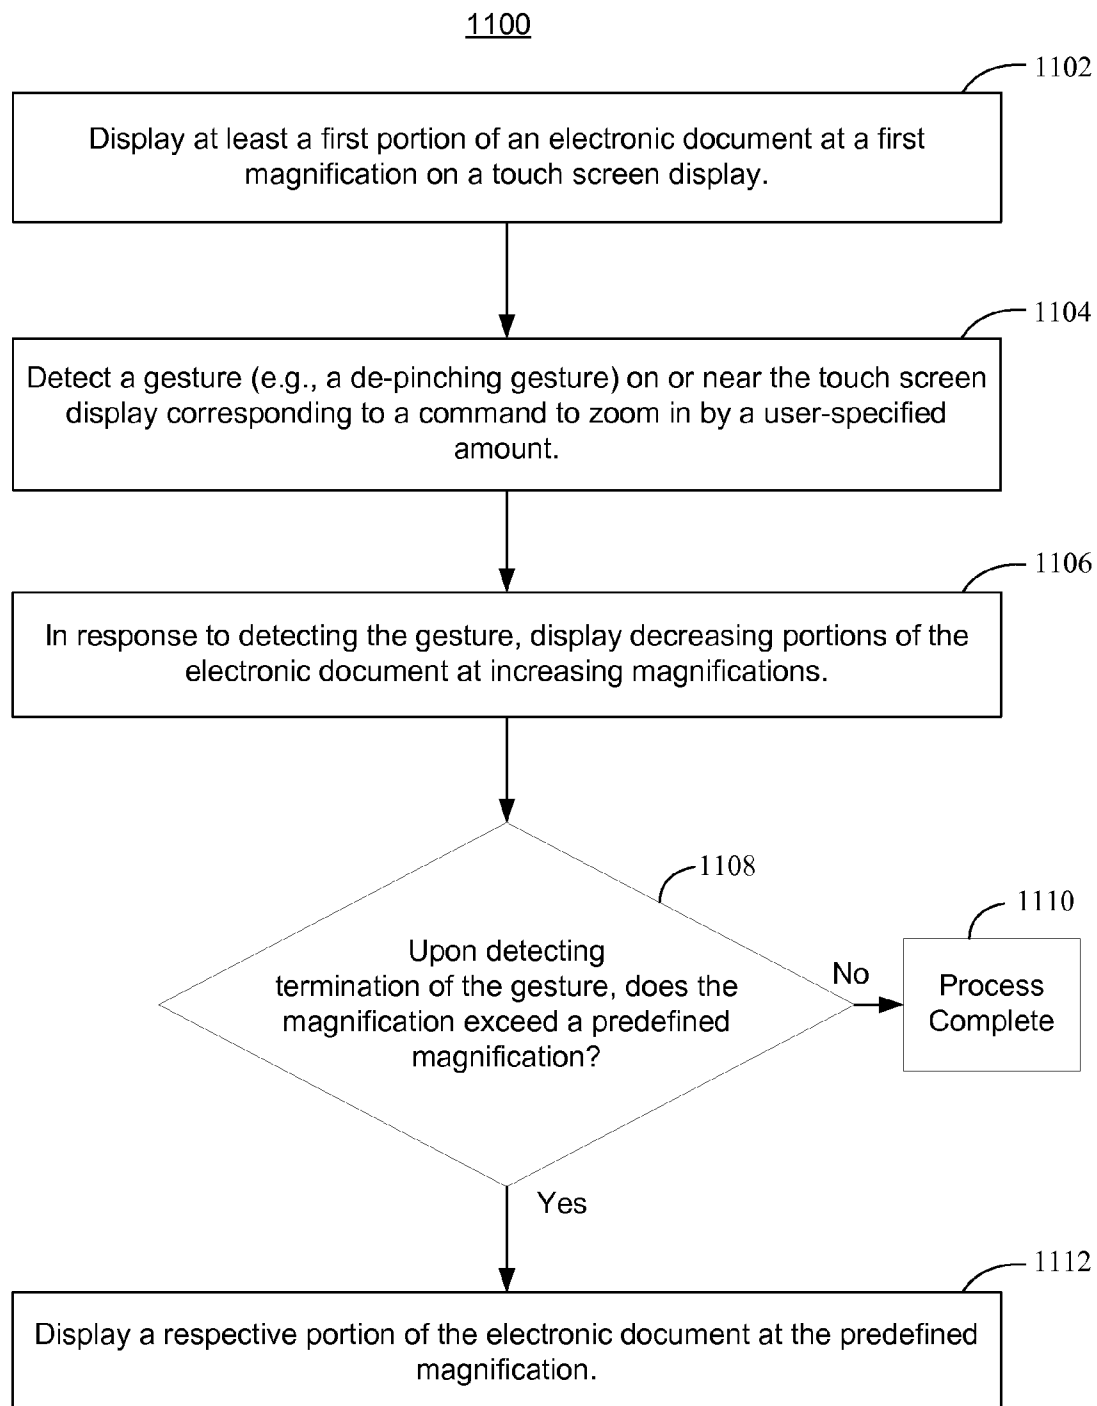 1100
1102
Display at least a first portion of an electronic document at a first
magnification on a touch screen display.
1104
Detect a gesture (e.g., a de-pinching gesture) on or near the touch screen
display corresponding to a command to zoom in by a user-specified
amount.
1106
In response to detecting the gesture, display decreasing portions of the
electronic document at increasing magnifications.
1108
Upon detecting
termination of the gesture, does the
magnification exceed a predefined
magnification?
No
1110
Process
Complete
Yes
1112
Display a respective portion of the electronic document at the predefined
magnification.